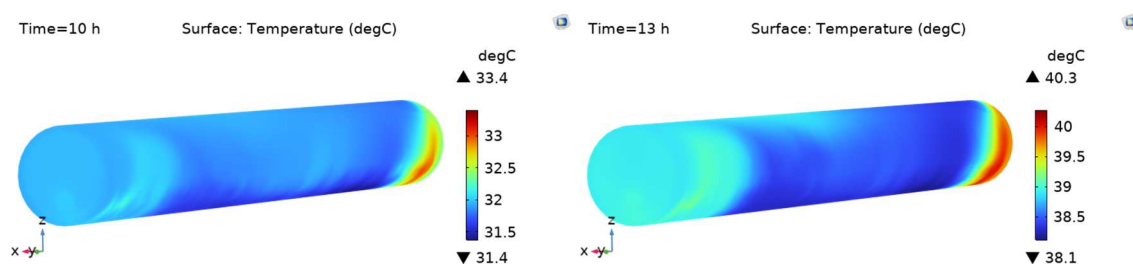 Time=10 h Surface: Temperature (degC)
degC
▲ 33.4
33
32.5
32
31.5
▼ 31.4
z
x y
Time=13 h Surface: Temperature (degC)
degC
▲ 40.3
40
39.5
39
38.5
▼ 38.1
z
x y